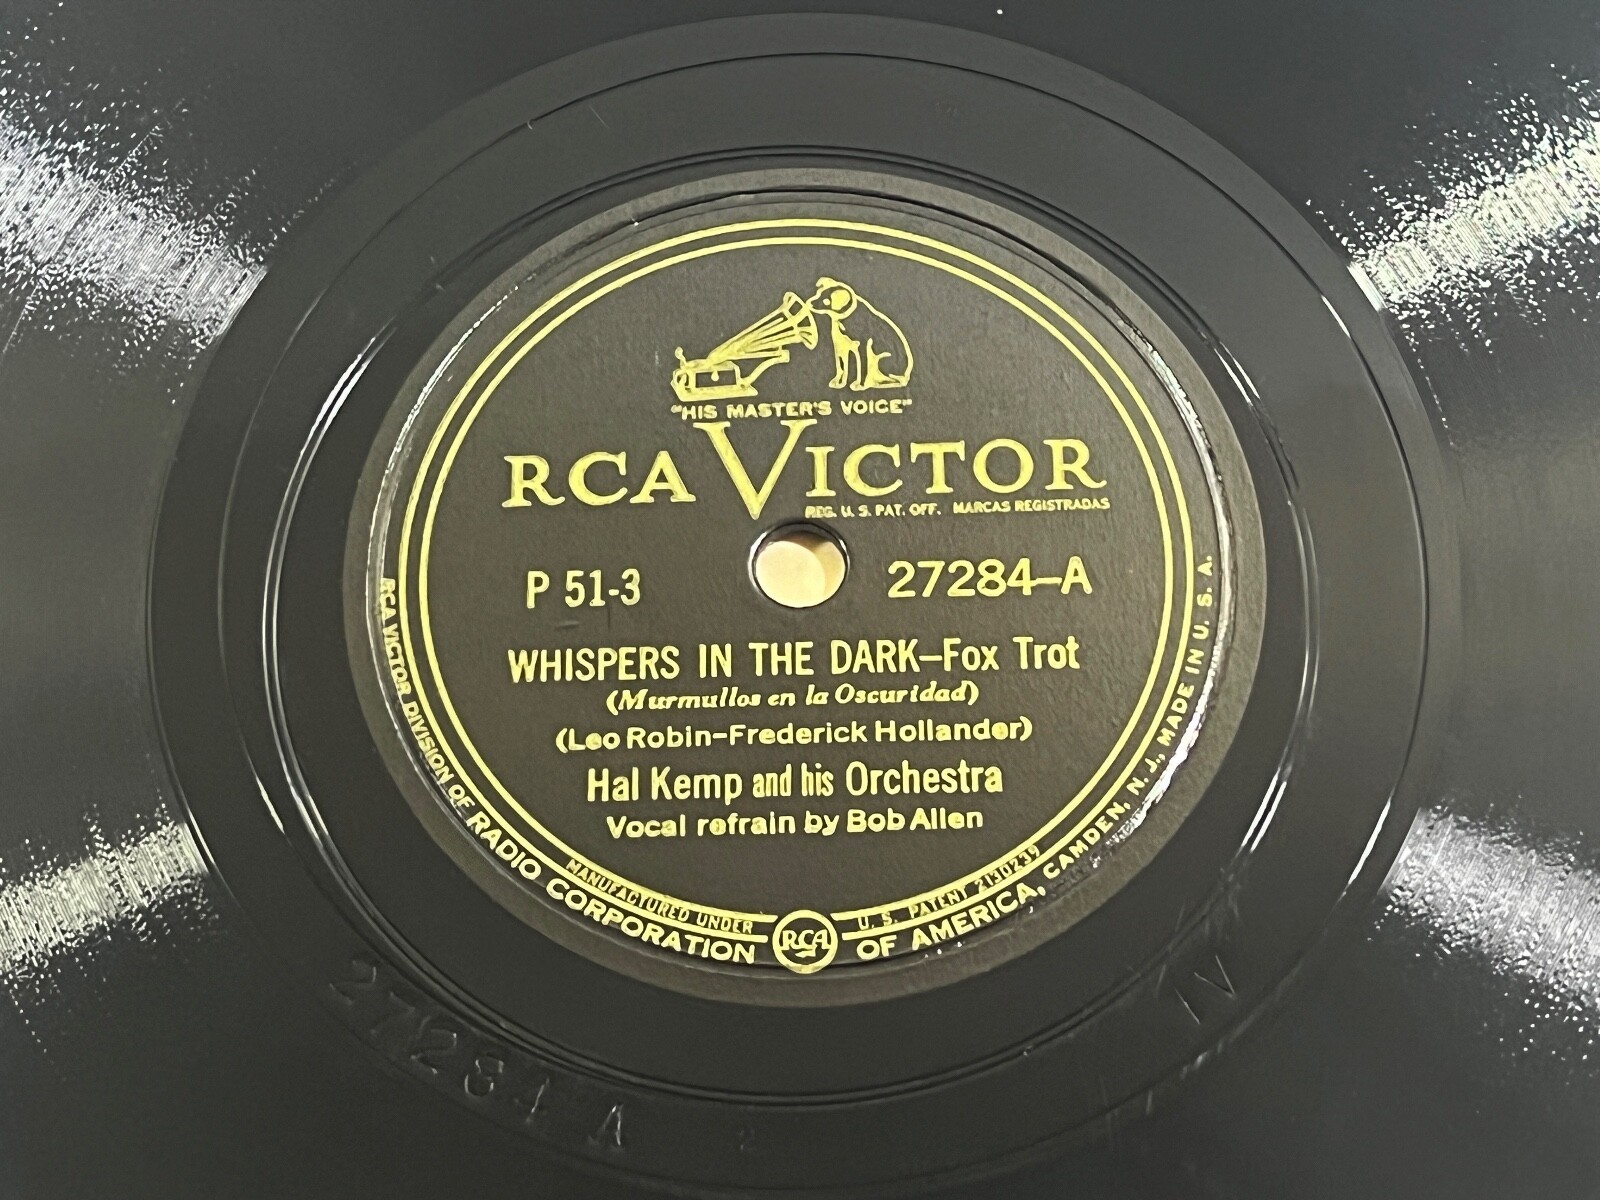 "HIS MASTER'S VOICE"
RCA VICTOR
REG. U. S. PAT. OFF. MARCAS REGISTRADAS
P 51-3
27284-A
WHISPERS IN THE DARK-Fox Trot
(Murmullos en la Oscuridad)
(Leo Robin-Frederick Hollander)
Hal Kemp and his Orchestra
Vocal refrain by Bob Allen
MANUFACTURED UNDER U. S. PATENT 2130239
RCA
RCA VICTOR DIVISION OF RADIO CORPORATION OF AMERICA, CAMDEN, N. J., MADE IN U. S. A.
27284 A